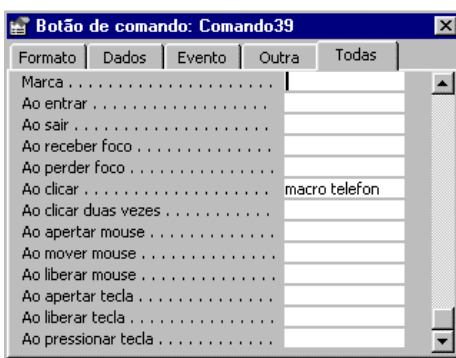 Botão de comando: Comando39
Formato Dados Evento Outra Todas
Marca . . . . . . . . . . . . . . . . . . . . . .
Ao entrar . . . . . . . . . . . . . . . . . . .
Ao sair . . . . . . . . . . . . . . . . . . . . .
Ao receber foco . . . . . . . . . . . . . .
Ao perder foco . . . . . . . . . . . . . . .
Ao clicar . . . . . . . . . . . . . . . . . . . . macro telefon
Ao clicar duas vezes . . . . . . . . . . .
Ao apertar mouse . . . . . . . . . . . . .
Ao mover mouse . . . . . . . . . . . . . .
Ao liberar mouse . . . . . . . . . . . . . .
Ao apertar tecla . . . . . . . . . . . . . .
Ao liberar tecla . . . . . . . . . . . . . . .
Ao pressionar tecla . . . . . . . . . . . .